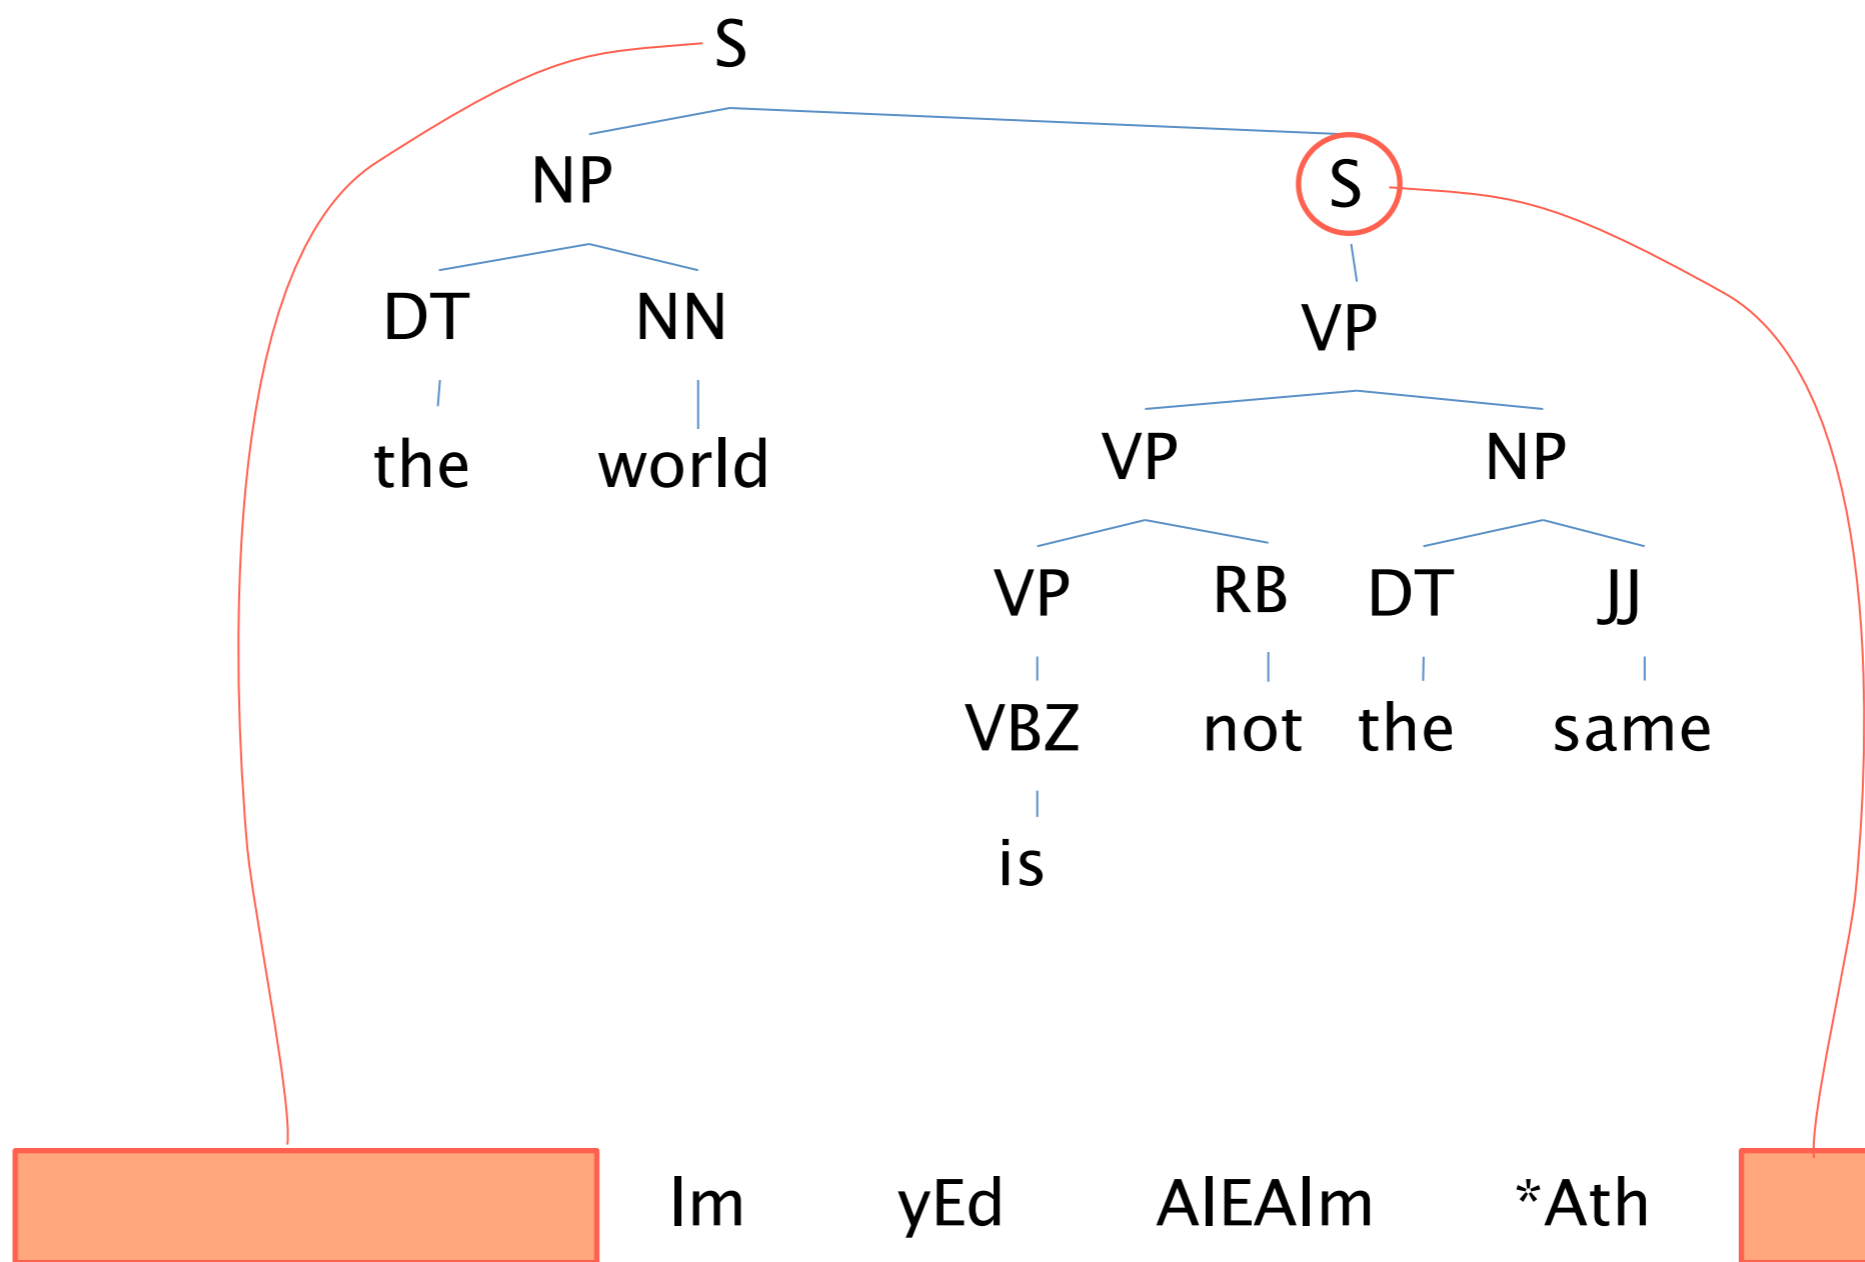 S
NP S
DT NN VP
the world VP NP
VP RB DT JJ
VBZ not the same
is
lm yEd AlEAlm *Ath